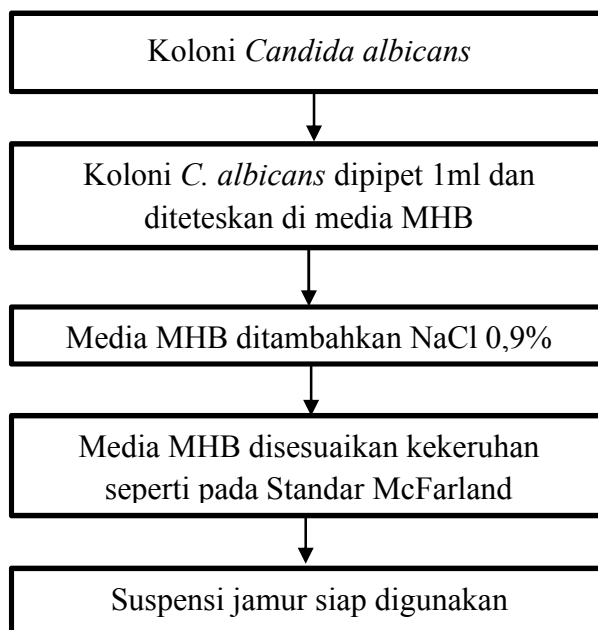 Koloni Candida albicans
Koloni C. albicans dipipet 1ml dan
diteteskan di media MHB
Media MHB ditambahkan NaCl 0,9%
Media MHB disesuaikan kekeruhan
seperti pada Standar McFarland
Suspensi jamur siap digunakan